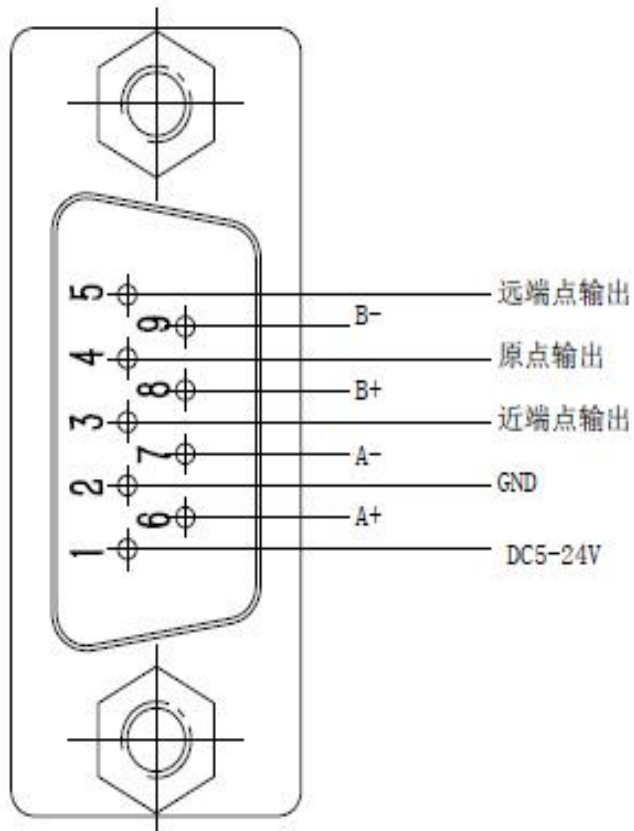 5 远端点输出
9 B-
4 原点输出
8 B+
3 近端点输出
7 A-
2 GND
6 A+
1 DC5-24V